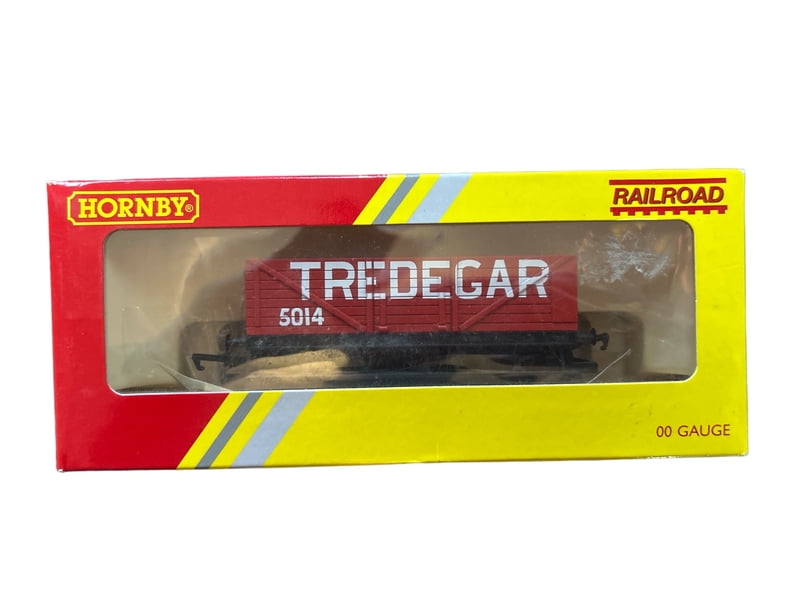 HORNBY®
RAILROAD
TREDEGAR
5014
00 GAUGE